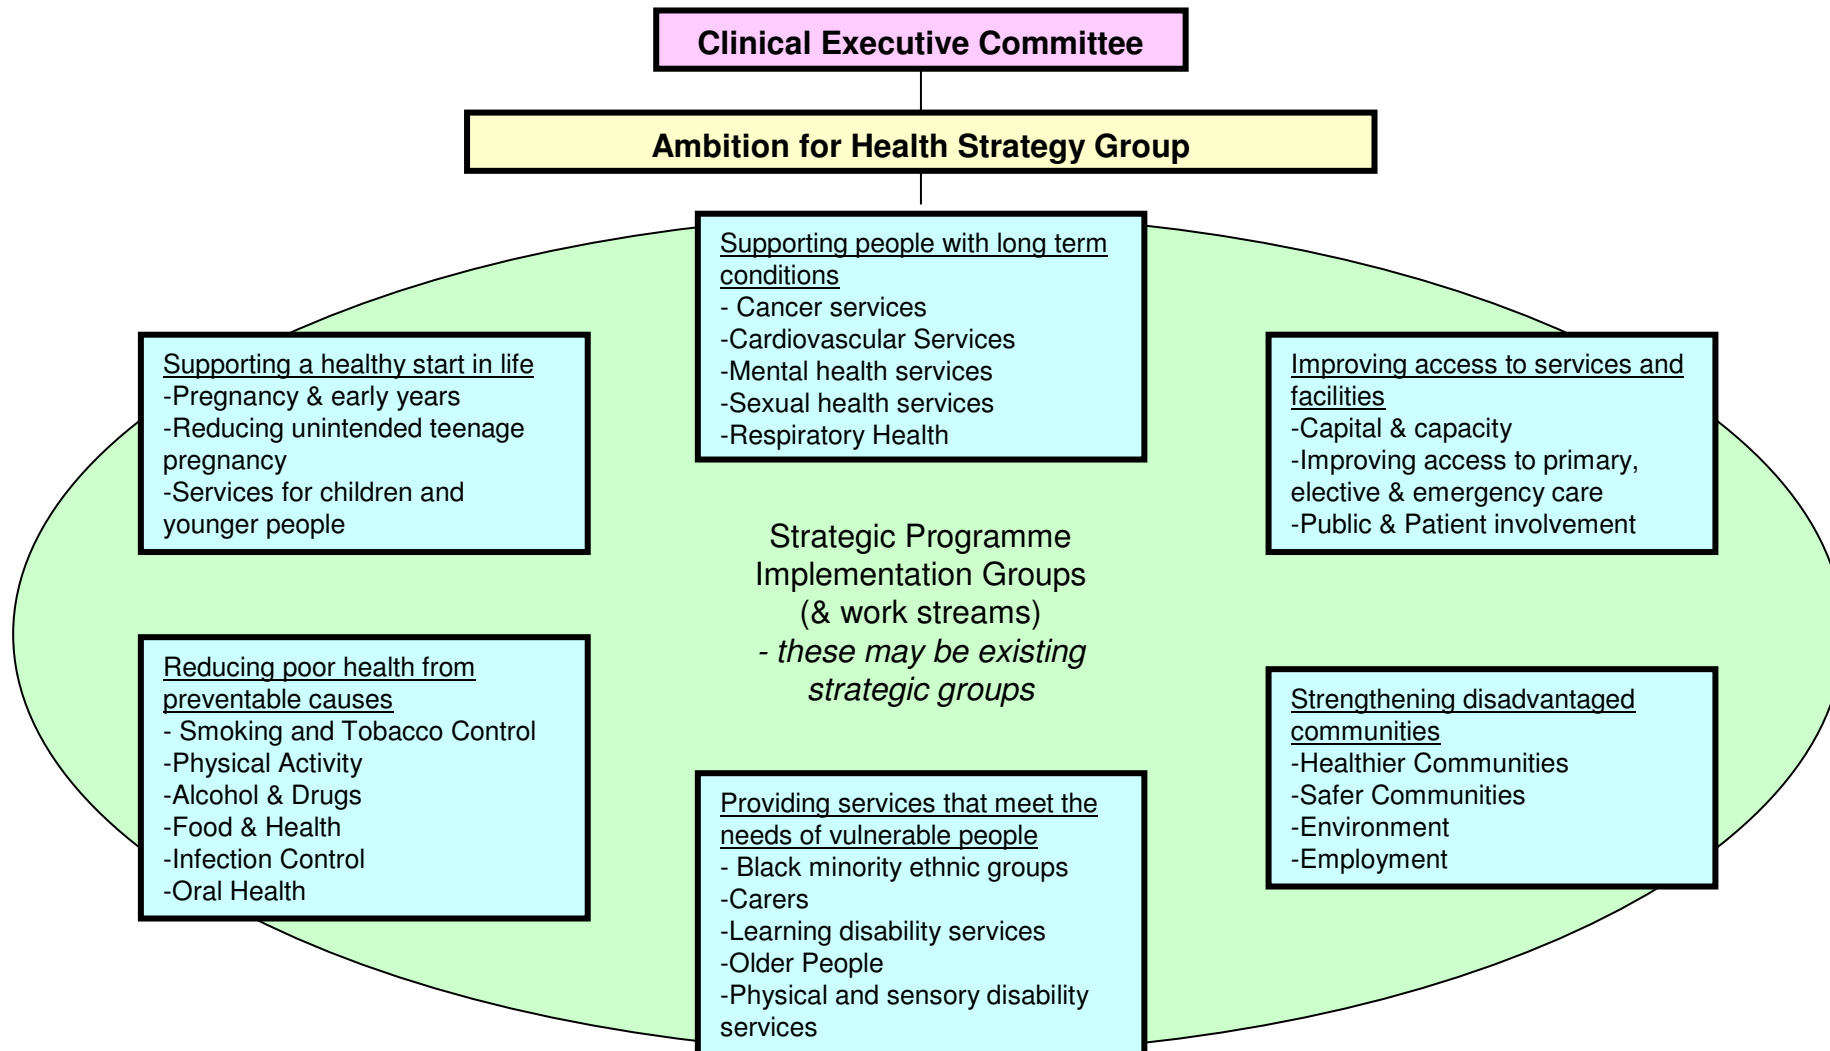 Clinical Executive Committee
Ambition for Health Strategy Group
Supporting people with long term
conditions
- Cancer services
-Cardiovascular Services
-Mental health services
-Sexual health services
-Respiratory Health
Supporting a healthy start in life
-Pregnancy & early years
-Reducing unintended teenage
pregnancy
-Services for children and
younger people
Improving access to services and
facilities
-Capital & capacity
-Improving access to primary,
elective & emergency care
-Public & Patient involvement
Strategic Programme
Implementation Groups
(& work streams)
- these may be existing
strategic groups
Reducing poor health from
preventable causes
- Smoking and Tobacco Control
-Physical Activity
-Alcohol & Drugs
-Food & Health
-Infection Control
-Oral Health
Strengthening disadvantaged
communities
-Healthier Communities
-Safer Communities
-Environment
-Employment
Providing services that meet the
needs of vulnerable people
- Black minority ethnic groups
-Carers
-Learning disability services
-Older People
-Physical and sensory disability
services